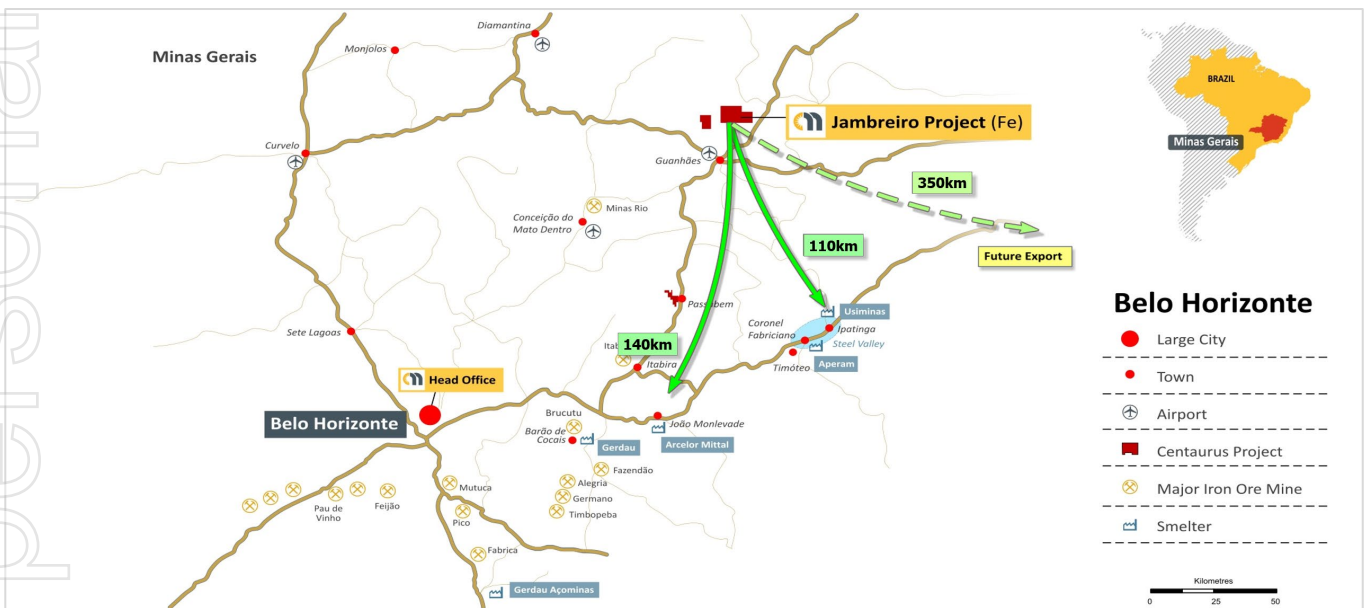 personal
Minas Gerais
Diamantina
Monjolos
Curvelo
Jambreiro Project (Fe)
Guanhães
350km
Minas Rio
Conceição do
Mato Dentro
110km
Future Export
Passabem
Usiminas
Coronel
Fabriciano
Ipatinga
Steel Valley
Aperam
Timóteo
Sete Lagoas
140km
Itabira
Head Office
Belo Horizonte
Brucutu
Barão de
Cocais
Gerdau
João Monlevade
Arcelor Mittal
Fazendão
Alegria
Germano
Timbopeba
Mutuca
Pico
Pau de
Vinho
Feijão
Fabrica
Gerdau Açominas
BRAZIL
Minas Gerais
Belo Horizonte
Large City
Town
Airport
Centaurus Project
Major Iron Ore Mine
Smelter
Kilometres
0 25 50